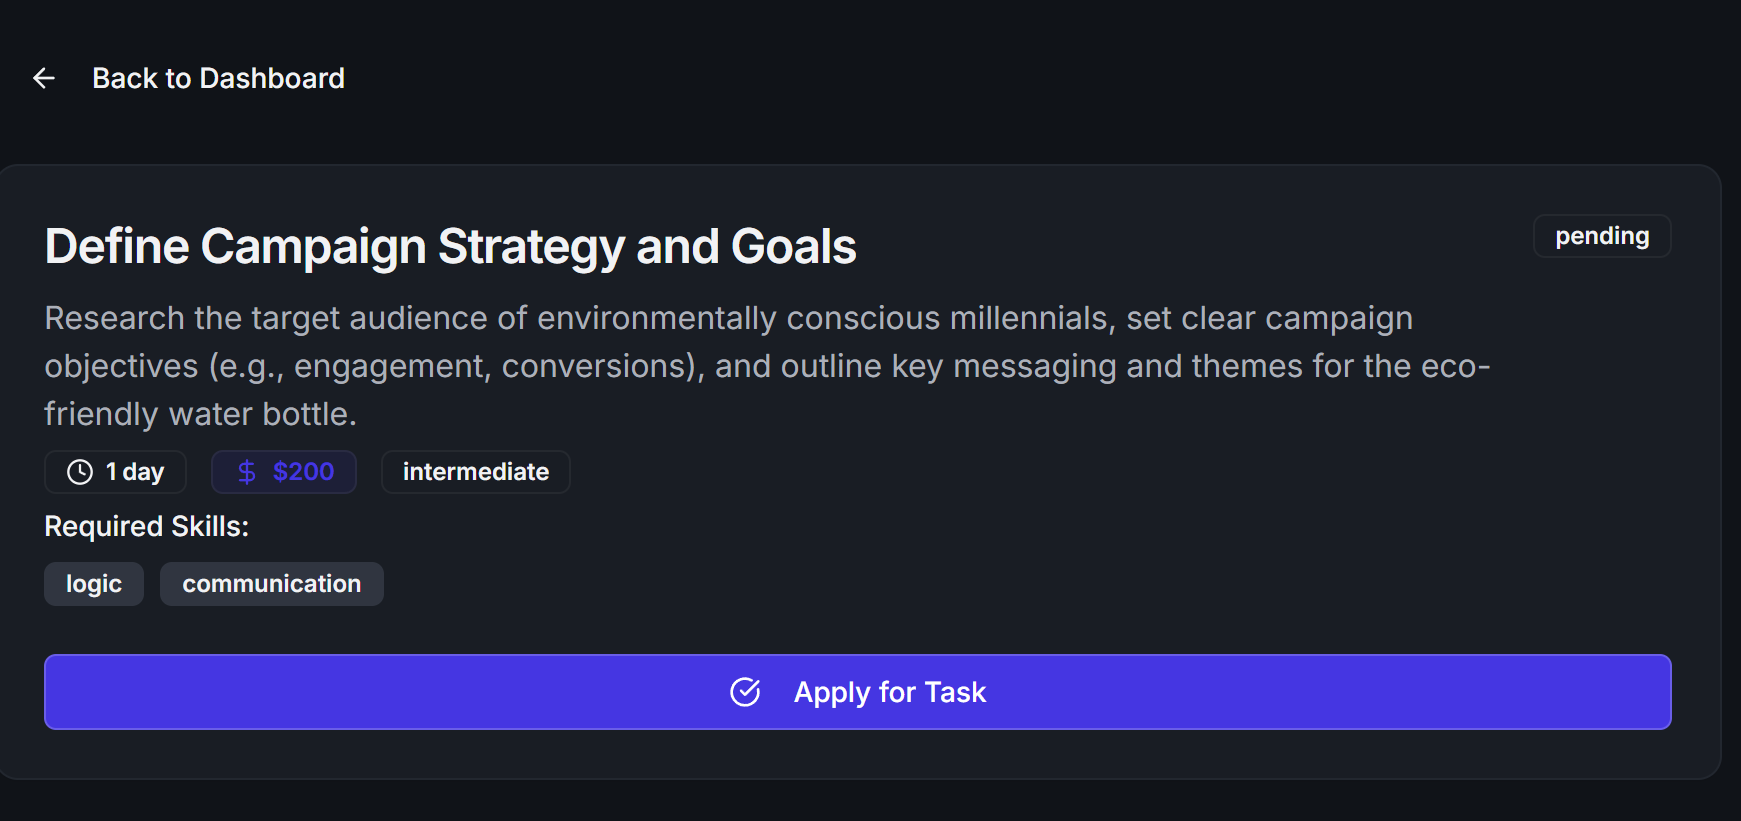 Back to Dashboard
Define Campaign Strategy and Goals
pending
Research the target audience of environmentally conscious millennials, set clear campaign
objectives (e.g., engagement, conversions), and outline key messaging and themes for the eco-
friendly water bottle.
1 day
$ $200
intermediate
Required Skills:
logic
communication
Apply for Task